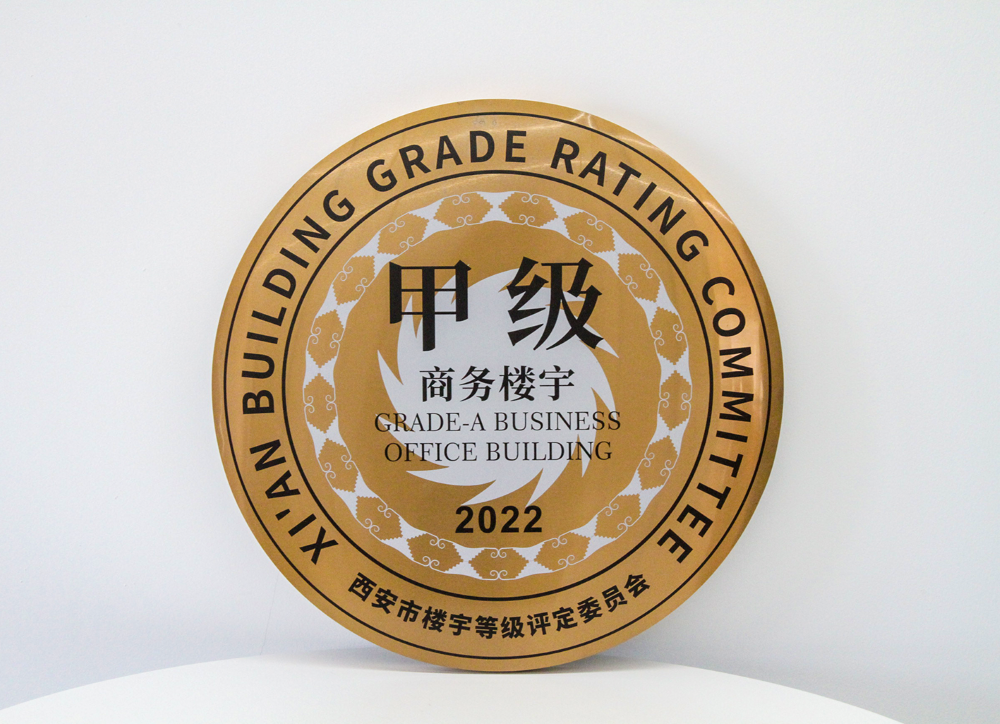 XI'AN BUILDING GRADE RATING COMMITTEE
甲级
商务楼宇
GRADE-A BUSINESS
OFFICE BUILDING
2022
西安市楼宇等级评定委员会